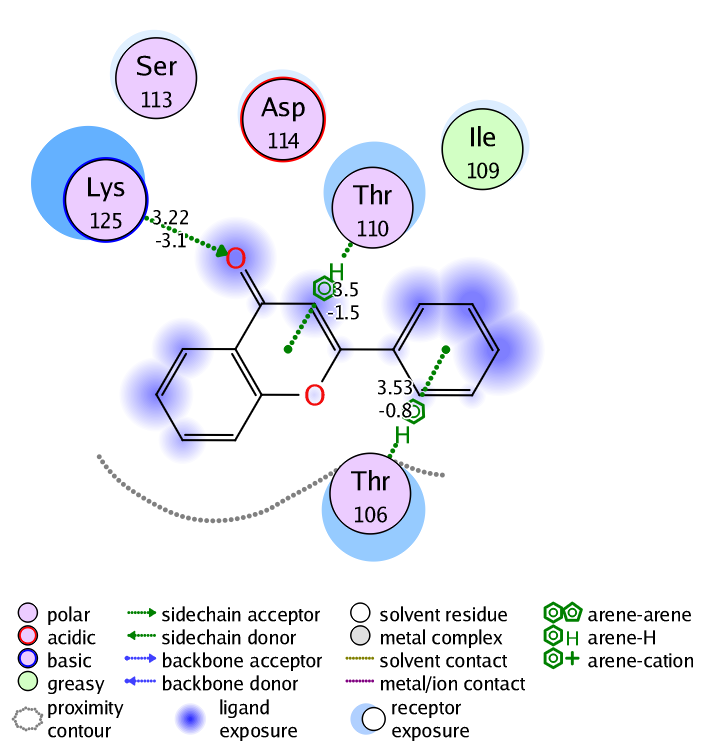 Ser
113
Asp
114
Ile
109
Lys
125
Thr
110
3.22
-3.1
O
H
3.5
-1.5
O
3.53
-0.8
H
Thr
106
polar
sidechain acceptor
solvent residue
arene-arene
acidic
sidechain donor
metal complex
H
arene-H
basic
backbone acceptor
solvent contact
+
arene-cation
greasy
backbone donor
metal/ion contact
proximity
contour
ligand
exposure
receptor
exposure